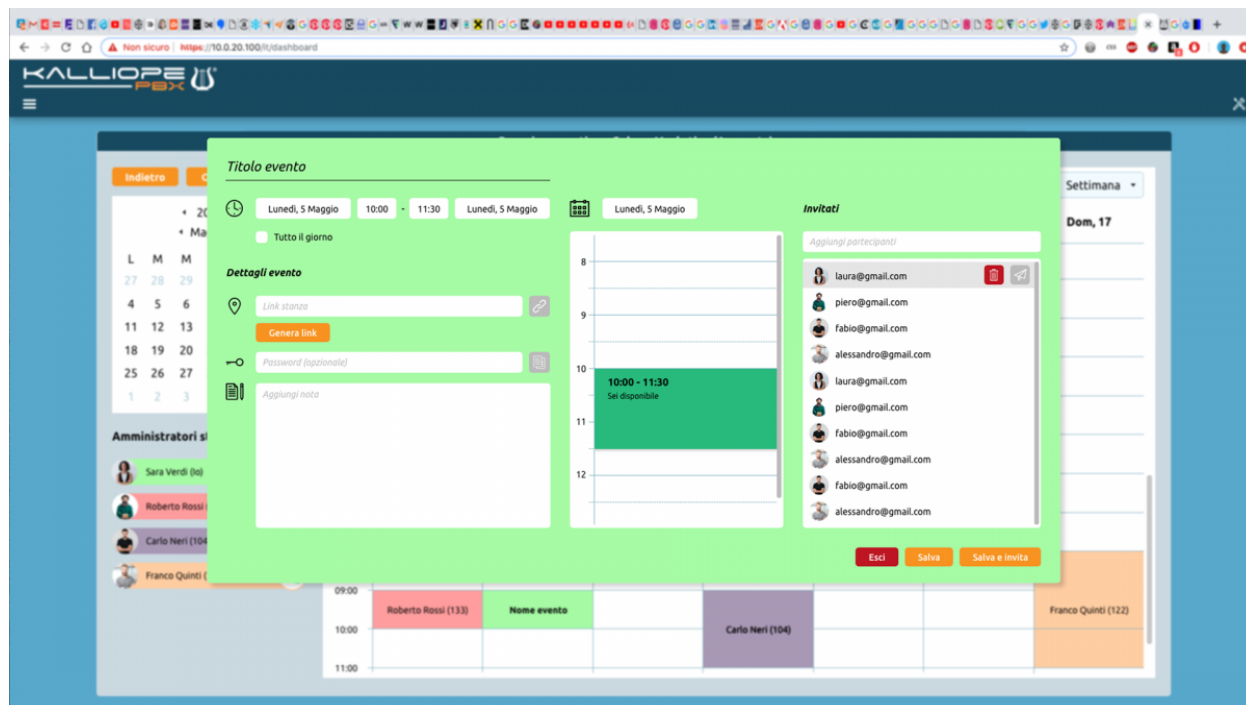 Non sicuro | https://10.0.20.100/it/dashboard
KALLIOPE
PBX
Indietro
Settimana
Dom, 17
L M M
27 28 29
4 5 6
11 12 13
18 19 20
25 26 27
1 2 3
Amministratori
Sara Verdi (Io)
Roberto Rossi
Carlo Neri (104
Franco Quinti (
Titolo evento
Lunedì, 5 Maggio 10:00 - 11:30 Lunedì, 5 Maggio
Tutto il giorno
Dettagli evento
Link stanza
Genera link
Password (opzionale)
Aggiungi nota
Lunedì, 5 Maggio
8
9
10
10:00 - 11:30
Sei disponibile
11
12
Invitati
Aggiungi partecipanti
laura@gmail.com
piero@gmail.com
fabio@gmail.com
alessandro@gmail.com
laura@gmail.com
piero@gmail.com
fabio@gmail.com
alessandro@gmail.com
fabio@gmail.com
alessandro@gmail.com
Esci Salva Salva e invita
09:00
Roberto Rossi (133) Nome evento Franco Quinti (122)
10:00 Carlo Neri (104)
11:00